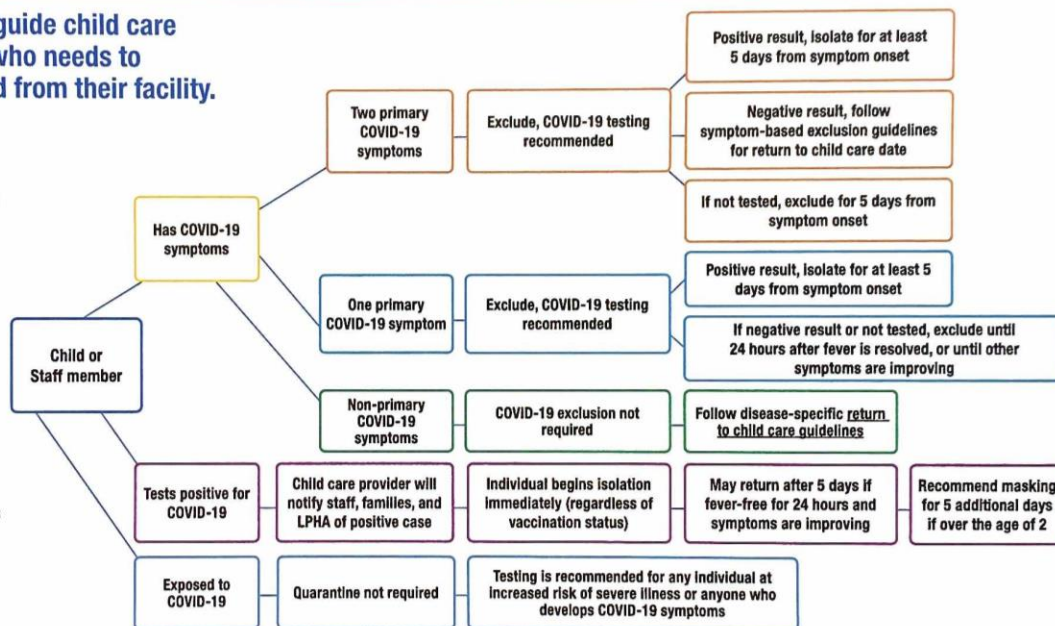 guide child care
who needs to
from their facility.
Child or
Staff member
Has COVID-19
symptoms
Two primary
COVID-19
symptoms
Exclude, COVID-19 testing
recommended
Positive result, isolate for at least
5 days from symptom onset
Negative result, follow
symptom-based exclusion guidelines
for return to child care date
If not tested, exclude for 5 days from
symptom onset
One primary
COVID-19 symptom
Exclude, COVID-19 testing
recommended
Positive result, isolate for at least 5
days from symptom onset
If negative result or not tested, exclude until
24 hours after fever is resolved, or until other
symptoms are improving
Non-primary
COVID-19
symptoms
COVID-19 exclusion not
required
Follow disease-specific return
to child care guidelines
Tests positive for
COVID-19
Child care provider will
notify staff, families, and
LPHA of positive case
Individual begins isolation
immediately (regardless of
vaccination status)
May return after 5 days if
fever-free for 24 hours and
symptoms are improving
Recommend masking
for 5 additional days
if over the age of 2
Exposed to
COVID-19
Quarantine not required
Testing is recommended for any individual at
increased risk of severe illness or anyone who
develops COVID-19 symptoms